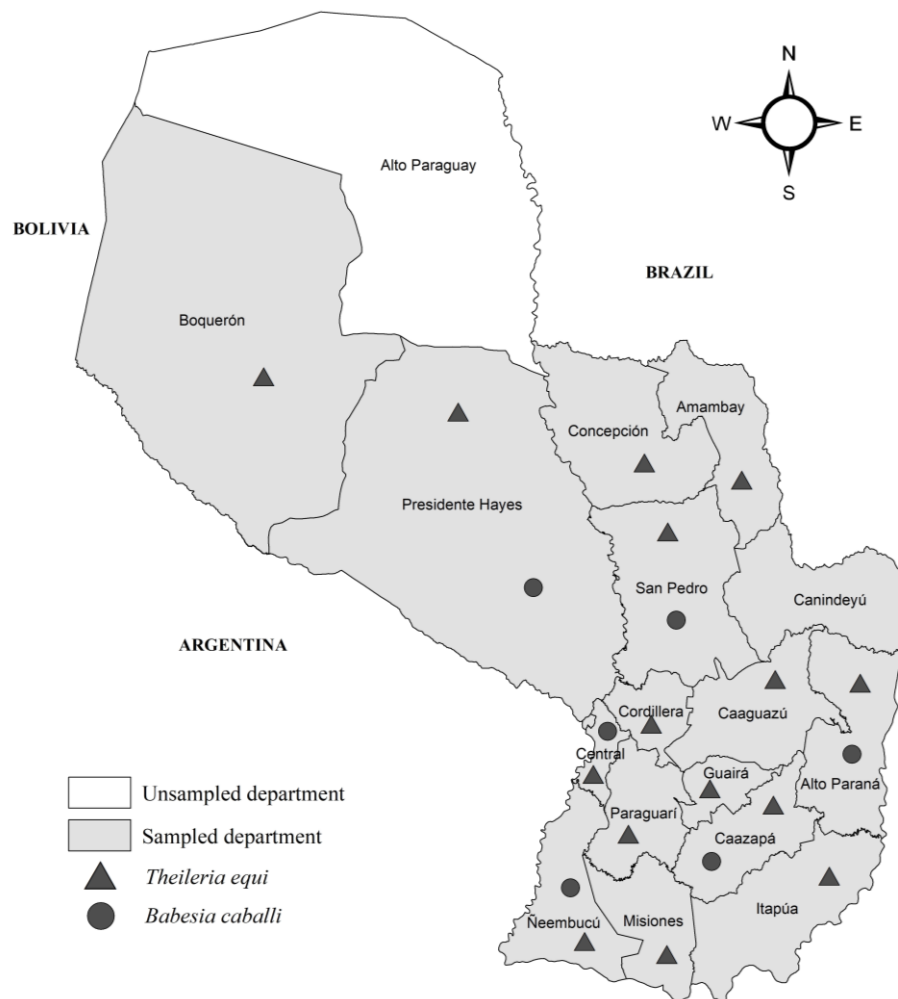 N
W E
S
Alto Paraguay
BOLIVIA
BRAZIL
Boquerón
Amambay
Concepción
Presidente Hayes
San Pedro
Canindeyú
ARGENTINA
Cordillera
Caaguazú
Central
Guairá
Alto Paraná
Paraguarí
Caazapá
Itapúa
Ñeembucú
Misiones
Unsampled department
Sampled department
Theileria equi
Babesia caballi